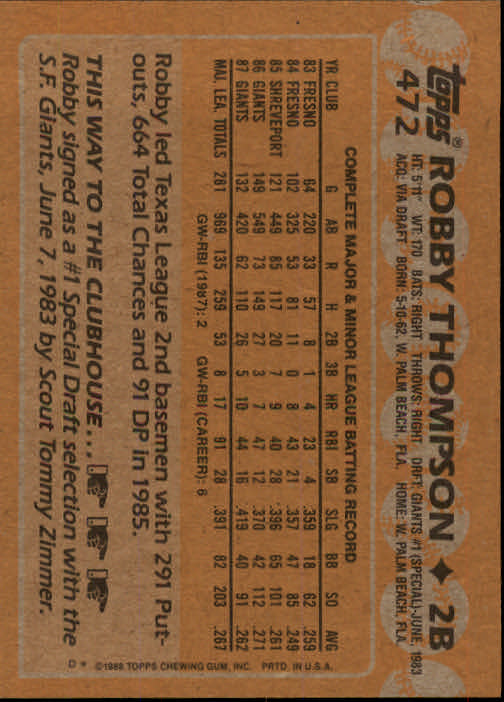 topps® ROBBY THOMPSON ♦ 2B
472
HT: 5'11" WT: 170 BATS: RIGHT THROWS: RIGHT DRFT: GIANTS #1 (SPECIAL)-JUNE, 1983
ACQ: VIA DRAFT BORN: 5-10-62, W. PALM BEACH, FLA. HOME: W. PALM BEACH, FLA.
COMPLETE MAJOR & MINOR LEAGUE BATTING RECORD
YR CLUB G AB R H 2B 3B HR RBI SB SLG BB SO AVG
83 FRESNO 64 220 33 57 8 1 4 23 4 .359 18 62 .259
84 FRESNO 102 325 53 81 11 0 8 43 21 .357 47 85 .249
85 SHREVEPORT 121 449 85 117 20 7 9 40 28 .396 65 101 .261
86 GIANTS 149 549 73 149 27 3 7 47 12 .370 42 112 .271
87 GIANTS 132 420 62 110 26 5 10 44 16 .419 40 91 .262
MAJ. LEA. TOTALS 281 969 135 259 53 8 17 91 28 .391 82 203 .267
GW-RBI (1987): 2 GW-RBI (CAREER): 6
Robby led Texas League 2nd basemen with 291 Put-
outs, 664 Total Chances and 91 DP in 1985.
THIS WAY TO THE CLUBHOUSE . . .
Robby signed as a #1 Special Draft selection with the
S.F. Giants, June 7, 1983 by Scout Tommy Zimmer.
D* ©1988 TOPPS CHEWING GUM, INC. PRTD. IN U.S.A.